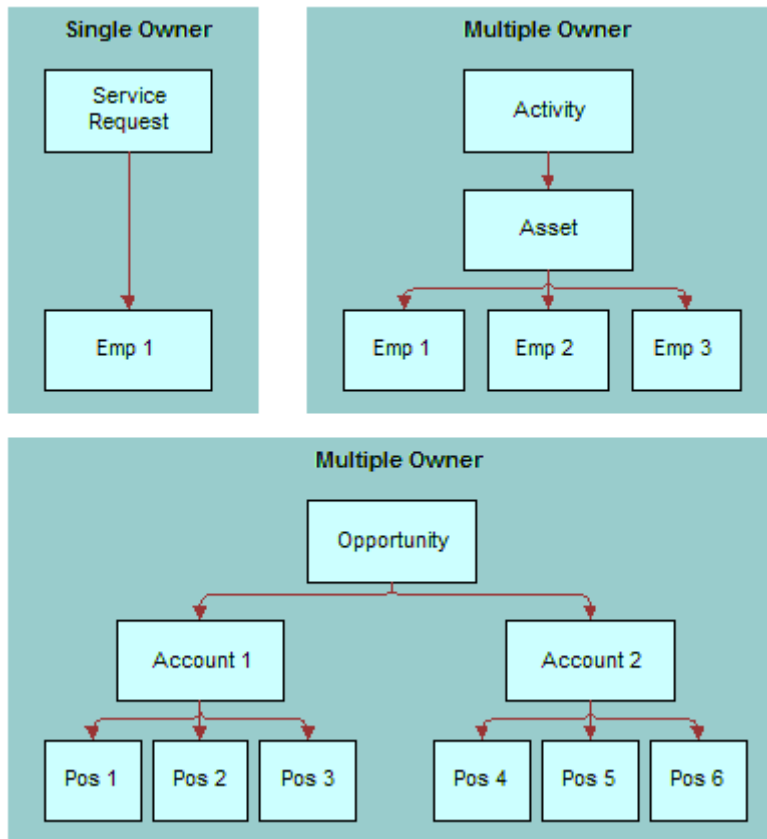 Single Owner
Service
Request
Emp 1
Multiple Owner
Activity
Asset
Emp 1
Emp 2
Emp 3
Multiple Owner
Opportunity
Account 1
Account 2
Pos 1
Pos 2
Pos 3
Pos 4
Pos 5
Pos 6